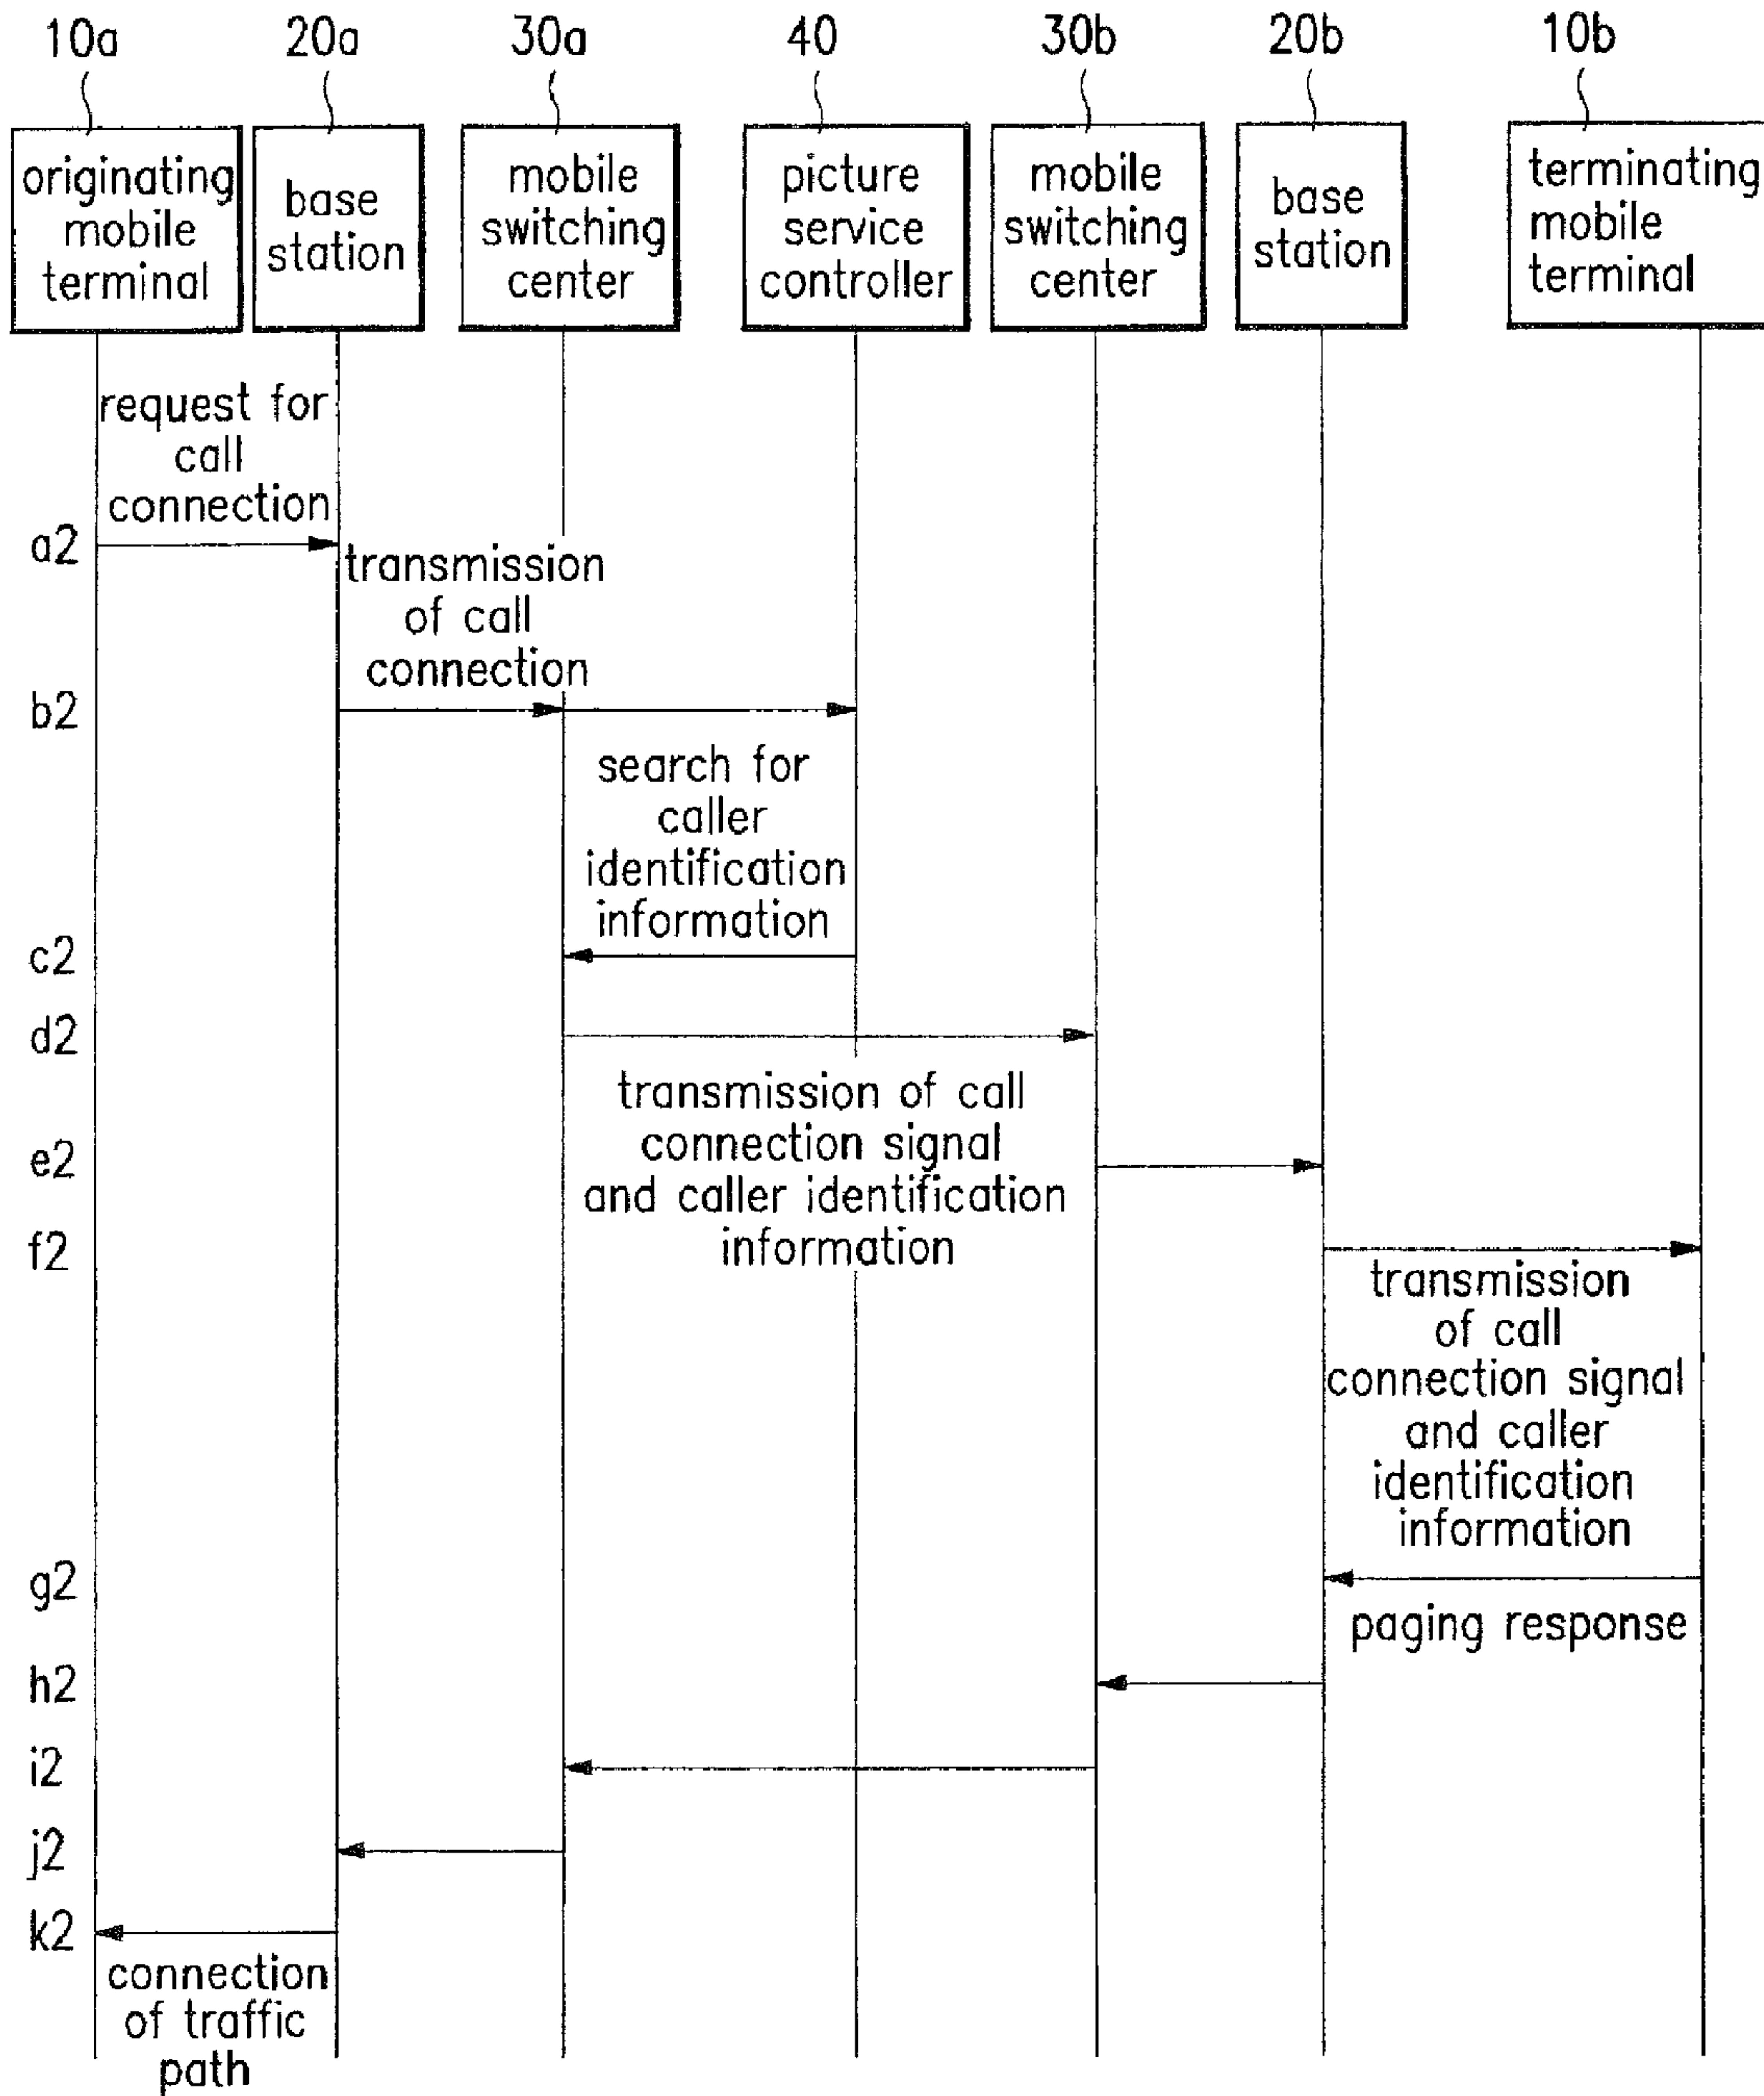 10a 20a 30a 40 30b 20b 10b
originating
mobile
terminal
base
station
mobile
switching
center
picture
service
controller
mobile
switching
center
base
station
terminating
mobile
terminal
request for
call
connection
a2
transmission
of call
connection
b2
search for
caller
identification
information
c2
d2
transmission of call
connection signal
and caller identification
information
e2
f2
transmission
of call
connection signal
and caller
identification
information
g2
paging response
h2
i2
j2
k2
connection
of traffic
path